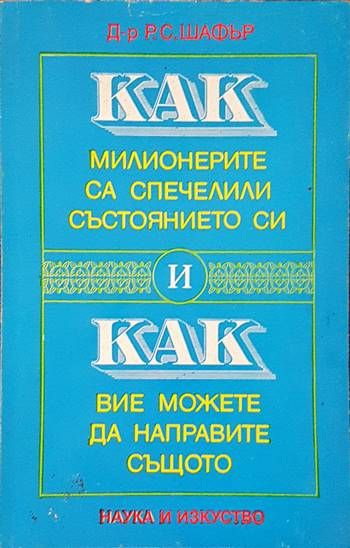 Д-р Р.С.ШАФЪР
КАК
МИЛИОНЕРИТЕ
СА СПЕЧЕЛИЛИ
СЪСТОЯНИЕТО СИ
И
КАК
ВИЕ МОЖЕТЕ
ДА НАПРАВИТЕ
СЪЩОТО
НАУКА И ИЗКУСТВО